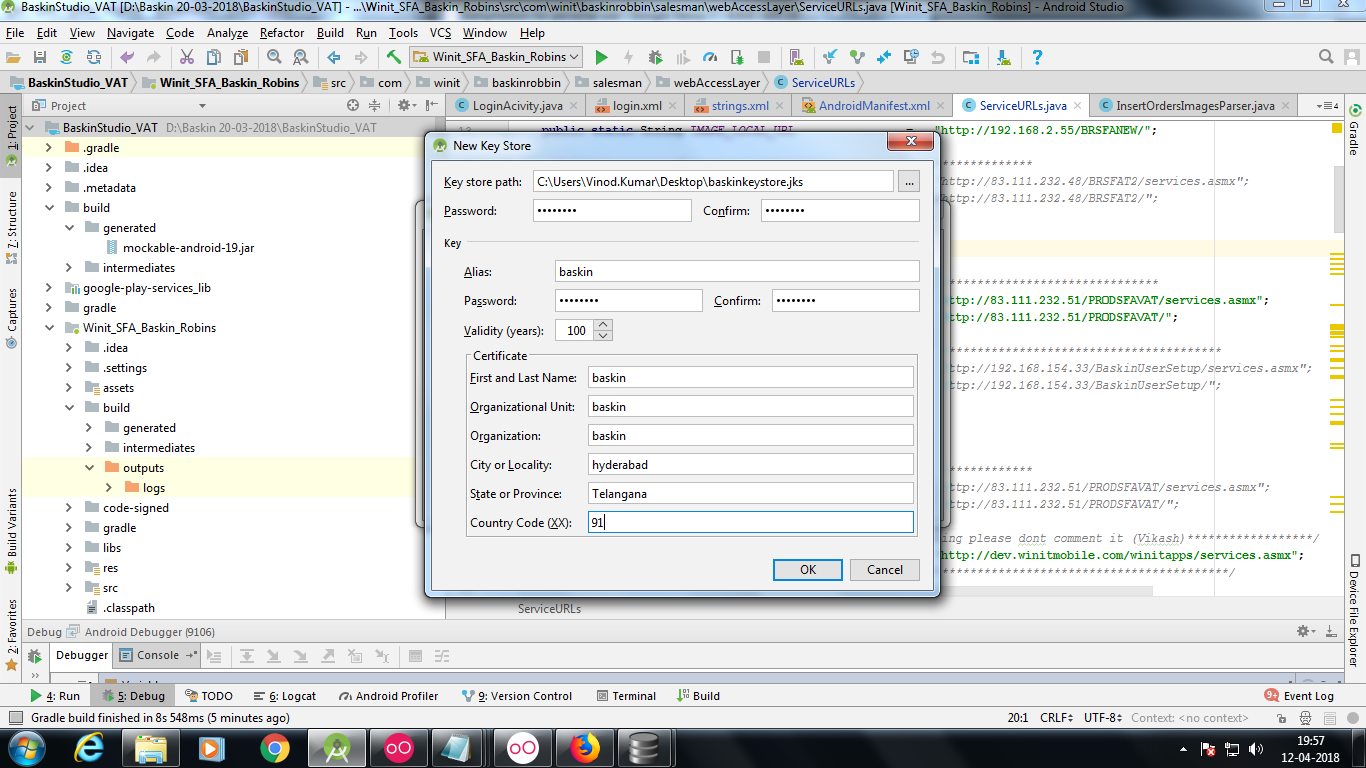 BaskinStudio_VAT [D:\Baskin 20-03-2018\BaskinStudio_VAT] - ...\Winit_SFA_Baskin_Robins\src\com\winit\baskinrobbin\salesman\webAccessLayer\ServiceURLs.java [Winit_SFA_Baskin_Robins] - Android Studio
File Edit View Navigate Code Analyze Refactor Build Run Tools VCS Window Help
Winit_SFA_Baskin_Robins
BaskinStudio_VAT Winit_SFA_Baskin_Robins src com winit baskinrobbin salesman webAccessLayer ServiceURLs
Project LoginAcivity.java login.xml strings.xml AndroidManifest.xml ServiceURLs.java InsertOrdersImagesParser.java
1: Project
7: Structure
Captures
Build Variants
2: Favorites
BaskinStudio_VAT D:\Baskin 20-03-2018\BaskinStudio_VAT
.gradle
.idea
.metadata
build
generated
mockable-android-19.jar
intermediates
google-play-services_lib
gradle
Winit_SFA_Baskin_Robins
.idea
.settings
assets
build
generated
intermediates
outputs
logs
code-signed
gradle
libs
res
src
.classpath
public static String IMAGE_LOCAL_URL = "http://192.168.2.55/BRSFANEW/";
*************
http://83.111.232.48/BRSFAT2/services.asmx";
http://83.111.232.48/BRSFAT2/";
ttp://83.111.232.51/PRODSFAVAT/services.asmx";
ttp://83.111.232.51/PRODSFAVAT/";
ttp://192.168.154.33/BaskinUserSetup/services.asmx";
ttp://192.168.154.33/BaskinUserSetup/";
ttp://83.111.232.51/PRODSFAVAT/services.asmx";
ttp://83.111.232.51/PRODSFAVAT/";
ing please dont comment it (Vikash)******************/
http://dev.winitmobile.com/winitapps/services.asmx";
New Key Store
Key store path: C:\Users\Vinod.Kumar\Desktop\baskinkeystore.jks ...
Password: •••••••• Confirm: ••••••••
Key
Alias: baskin
Password: •••••••• Confirm: ••••••••
Validity (years): 100
Certificate
First and Last Name: baskin
Organizational Unit: baskin
Organization: baskin
City or Locality: hyderabad
State or Province: Telangana
Country Code (XX): 91
OK Cancel
ServiceURLs
Gradle
Device File Explorer
Debug Android Debugger (9106)
Debugger Console
4: Run 5: Debug TODO 6: Logcat Android Profiler 9: Version Control Terminal Build 9+ Event Log
Gradle build finished in 8s 548ms (5 minutes ago) 20:1 CRLF UTF-8 Context: <no context>
19:57
12-04-2018